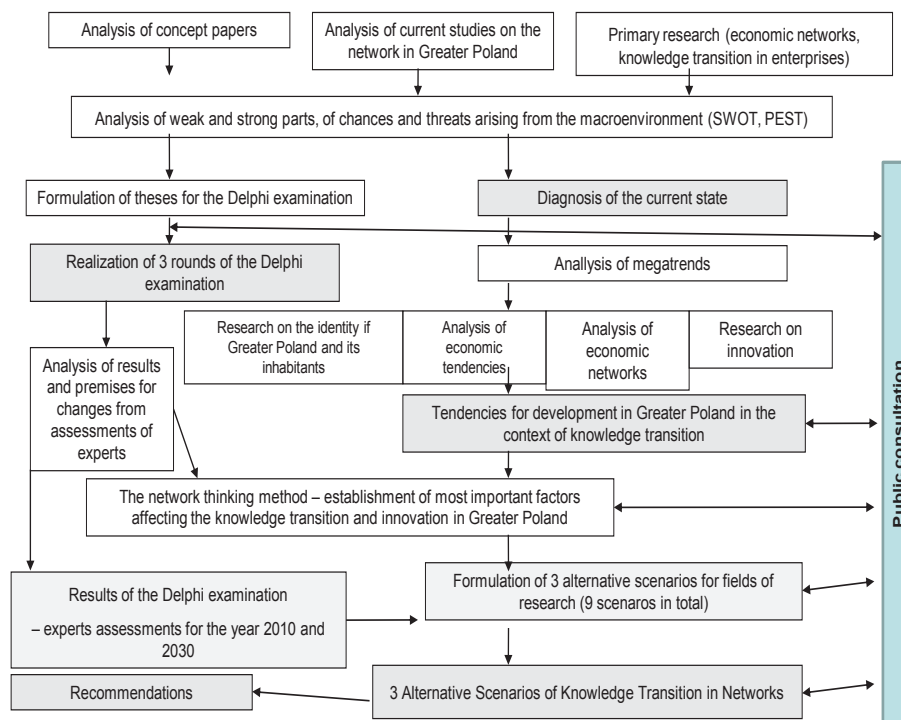 Analysis of concept papers
Analysis of current studies on the
network in Greater Poland
Primary research (economic networks,
knowledge transition in enterprises)
Analysis of weak and strong parts, of chances and threats arising from the macroenvironment (SWOT, PEST)
Formulation of theses for the Delphi examination
Diagnosis of the current state
Realization of 3 rounds of the Delphi
examination
Anallysis of megatrends
Research on the identity if
Greater Poland and its
inhabitants
Analysis of
economic
tendencies
Analysis of
economic
networks
Research on
innovation
Analysis of results
and premises for
changes from
assessments of
experts
Tendencies for development in Greater Poland in the
context of knowledge transition
The network thinking method – establishment of most important factors
affecting the knowledge transition and innovation in Greater Poland
Results of the Delphi examination
– experts assessments for the year 2010 and
2030
Formulation of 3 alternative scenarios for fields of
research (9 scenaros in total)
Recommendations
3 Alternative Scenarios of Knowledge Transition in Networks
Public consultation